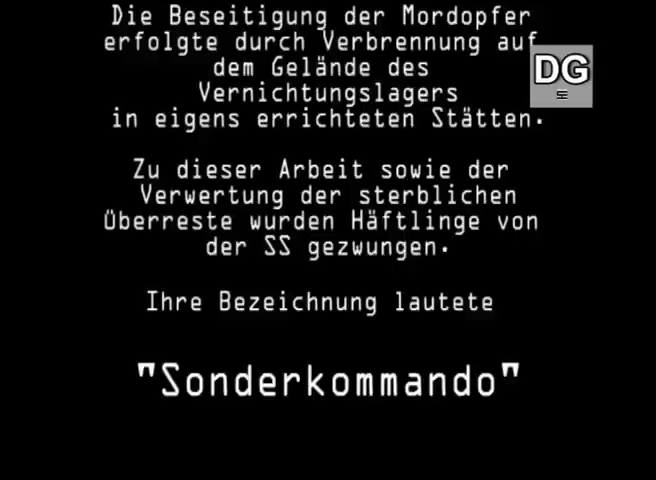 Die Beseitigung der Mordopfer
erfolgte durch Verbrennung auf
dem Gelände des
Vernichtungslagers
in eigens errichteten Stätten.
Zu dieser Arbeit sowie der
Verwertung der sterblichen
Überreste wurden Häftlinge von
der SS gezwungen.
Ihre Bezeichnung lautete
"Sonderkommando"
DG